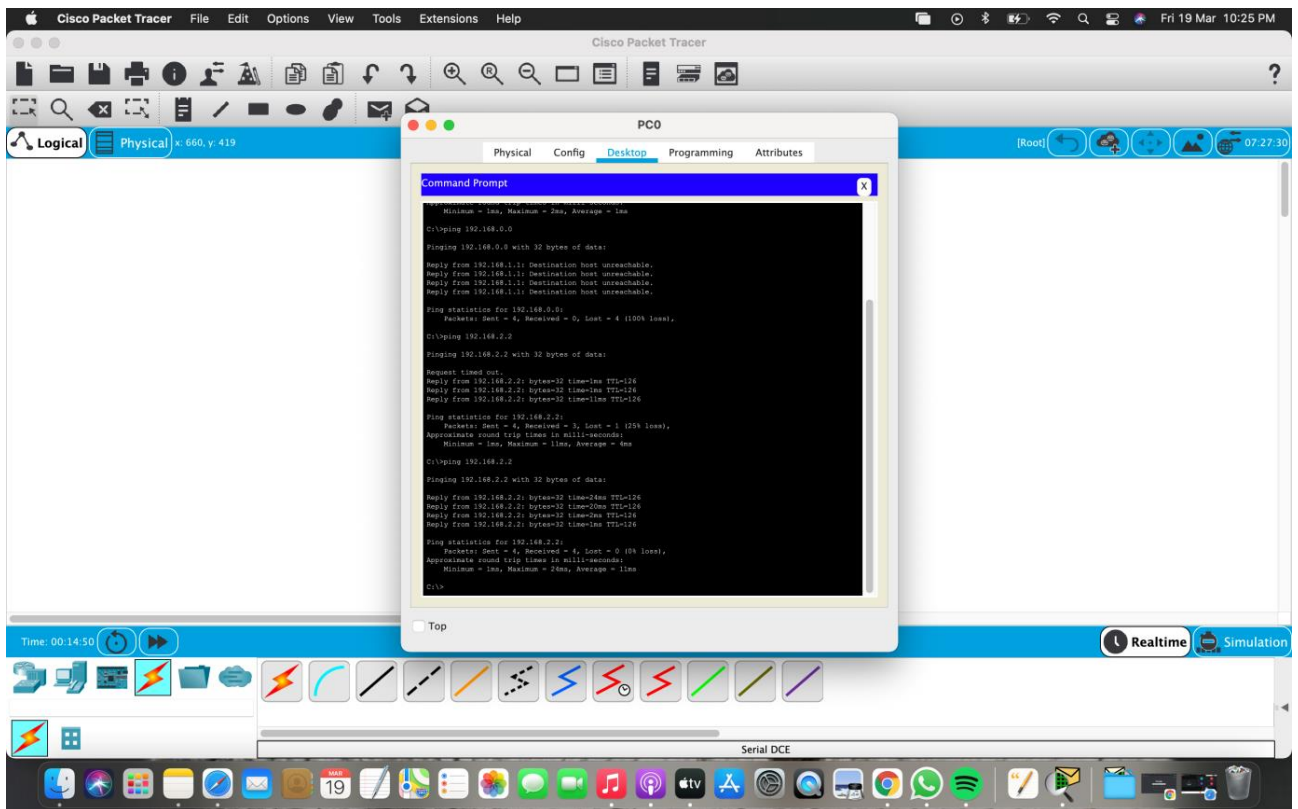 Cisco Packet Tracer File Edit Options View Tools Extensions Help Fri 19 Mar 10:25 PM
Cisco Packet Tracer
?
PC0
Logical Physical x: 660, y: 419 [Root] 07:27:30
Physical Config Desktop Programming Attributes
Command Prompt X
Approximate round trip times in milli-seconds:
Minimum = 1ms, Maximum = 2ms, Average = 1ms
C:\>ping 192.168.0.0
Pinging 192.168.0.0 with 32 bytes of data:
Reply from 192.168.1.1: Destination host unreachable.
Reply from 192.168.1.1: Destination host unreachable.
Reply from 192.168.1.1: Destination host unreachable.
Reply from 192.168.1.1: Destination host unreachable.
Ping statistics for 192.168.0.0:
Packets: Sent = 4, Received = 0, Lost = 4 (100% loss),
C:\>ping 192.168.2.2
Pinging 192.168.2.2 with 32 bytes of data:
Request timed out.
Reply from 192.168.2.2: bytes=32 time=1ms TTL=126
Reply from 192.168.2.2: bytes=32 time=1ms TTL=126
Reply from 192.168.2.2: bytes=32 time=11ms TTL=126
Ping statistics for 192.168.2.2:
Packets: Sent = 4, Received = 3, Lost = 1 (25% loss),
Approximate round trip times in milli-seconds:
Minimum = 1ms, Maximum = 11ms, Average = 4ms
C:\>ping 192.168.2.2
Pinging 192.168.2.2 with 32 bytes of data:
Reply from 192.168.2.2: bytes=32 time=24ms TTL=126
Reply from 192.168.2.2: bytes=32 time=20ms TTL=126
Reply from 192.168.2.2: bytes=32 time=2ms TTL=126
Reply from 192.168.2.2: bytes=32 time=1ms TTL=126
Ping statistics for 192.168.2.2:
Packets: Sent = 4, Received = 4, Lost = 0 (0% loss),
Approximate round trip times in milli-seconds:
Minimum = 1ms, Maximum = 24ms, Average = 11ms
C:\>
Top
Time: 00:14:50 Realtime Simulation
Serial DCE
MAR
19
tv